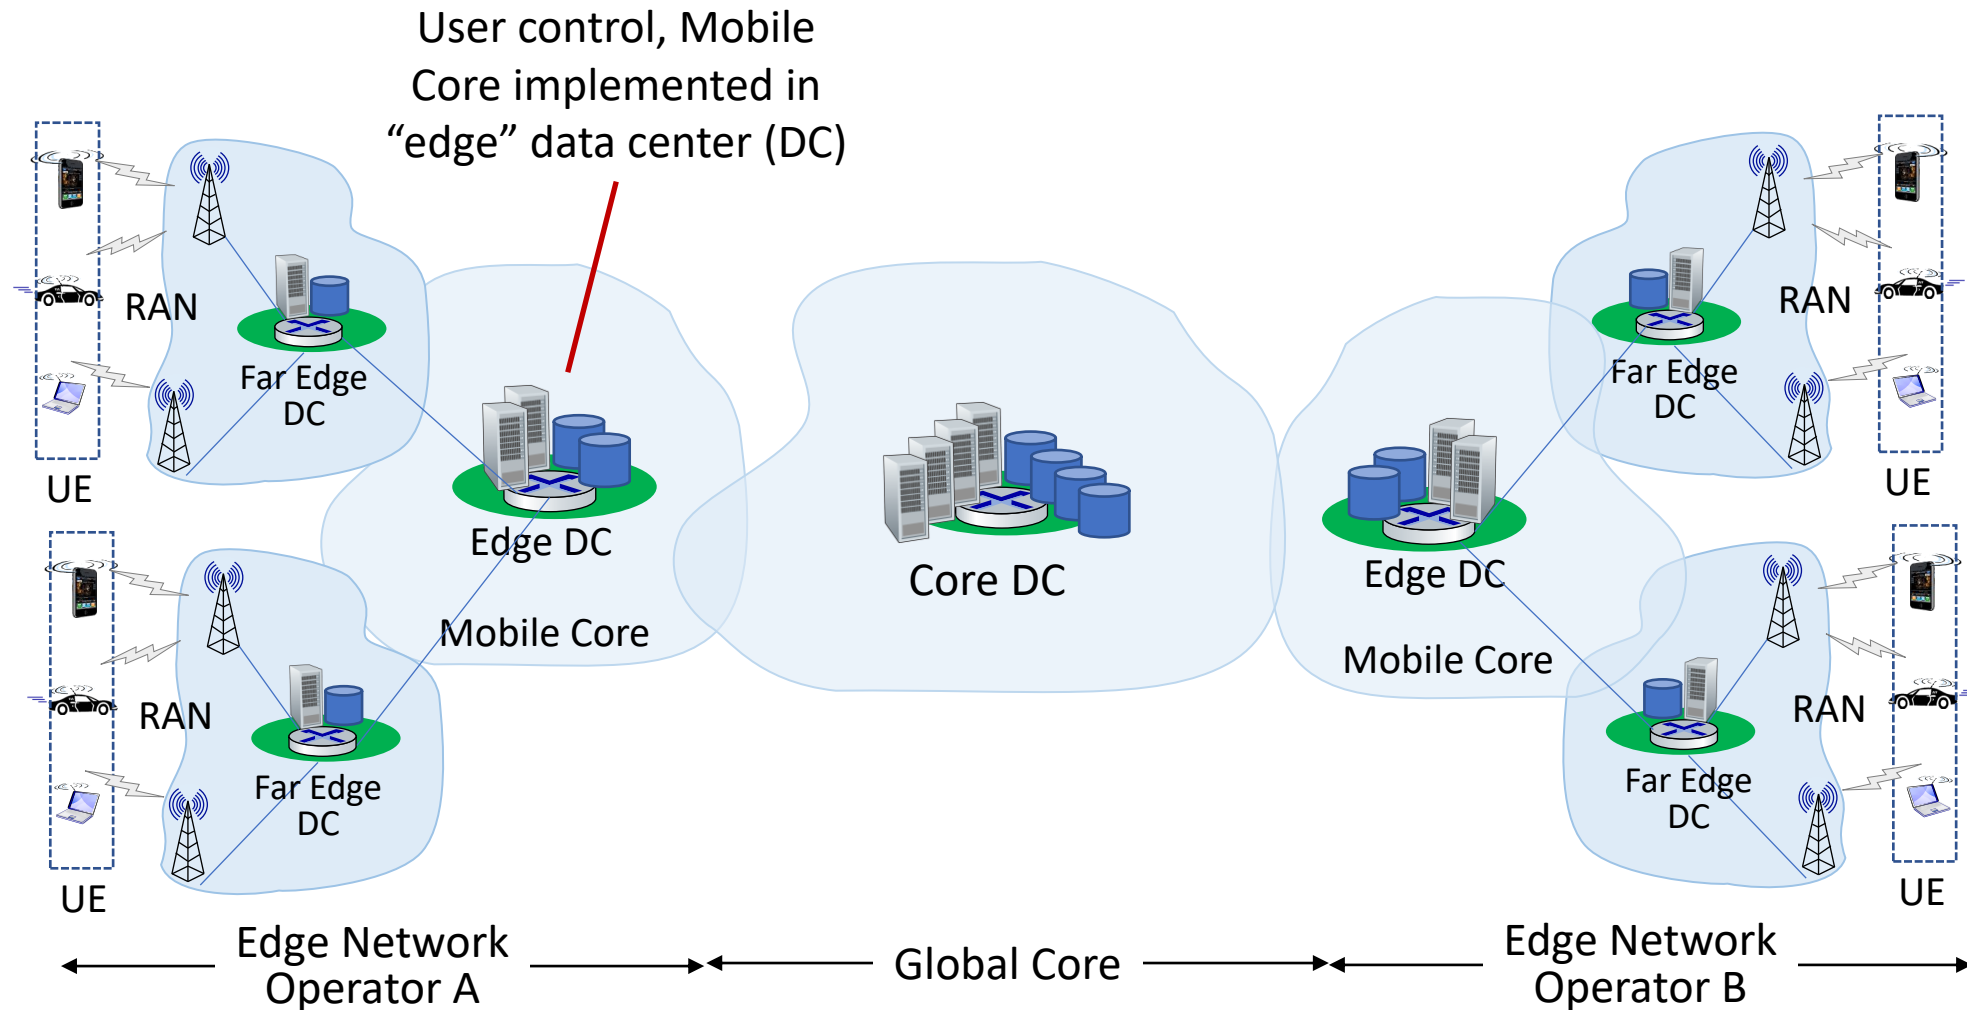 User control, Mobile
Core implemented in
“edge” data center (DC)
RAN
Far Edge
DC
UE
Edge DC
Mobile Core
RAN
Far Edge
DC
UE
Core DC
Edge DC
Mobile Core
RAN
Far Edge
DC
UE
RAN
Far Edge
DC
UE
Edge Network
Operator A
Global Core
Edge Network
Operator B